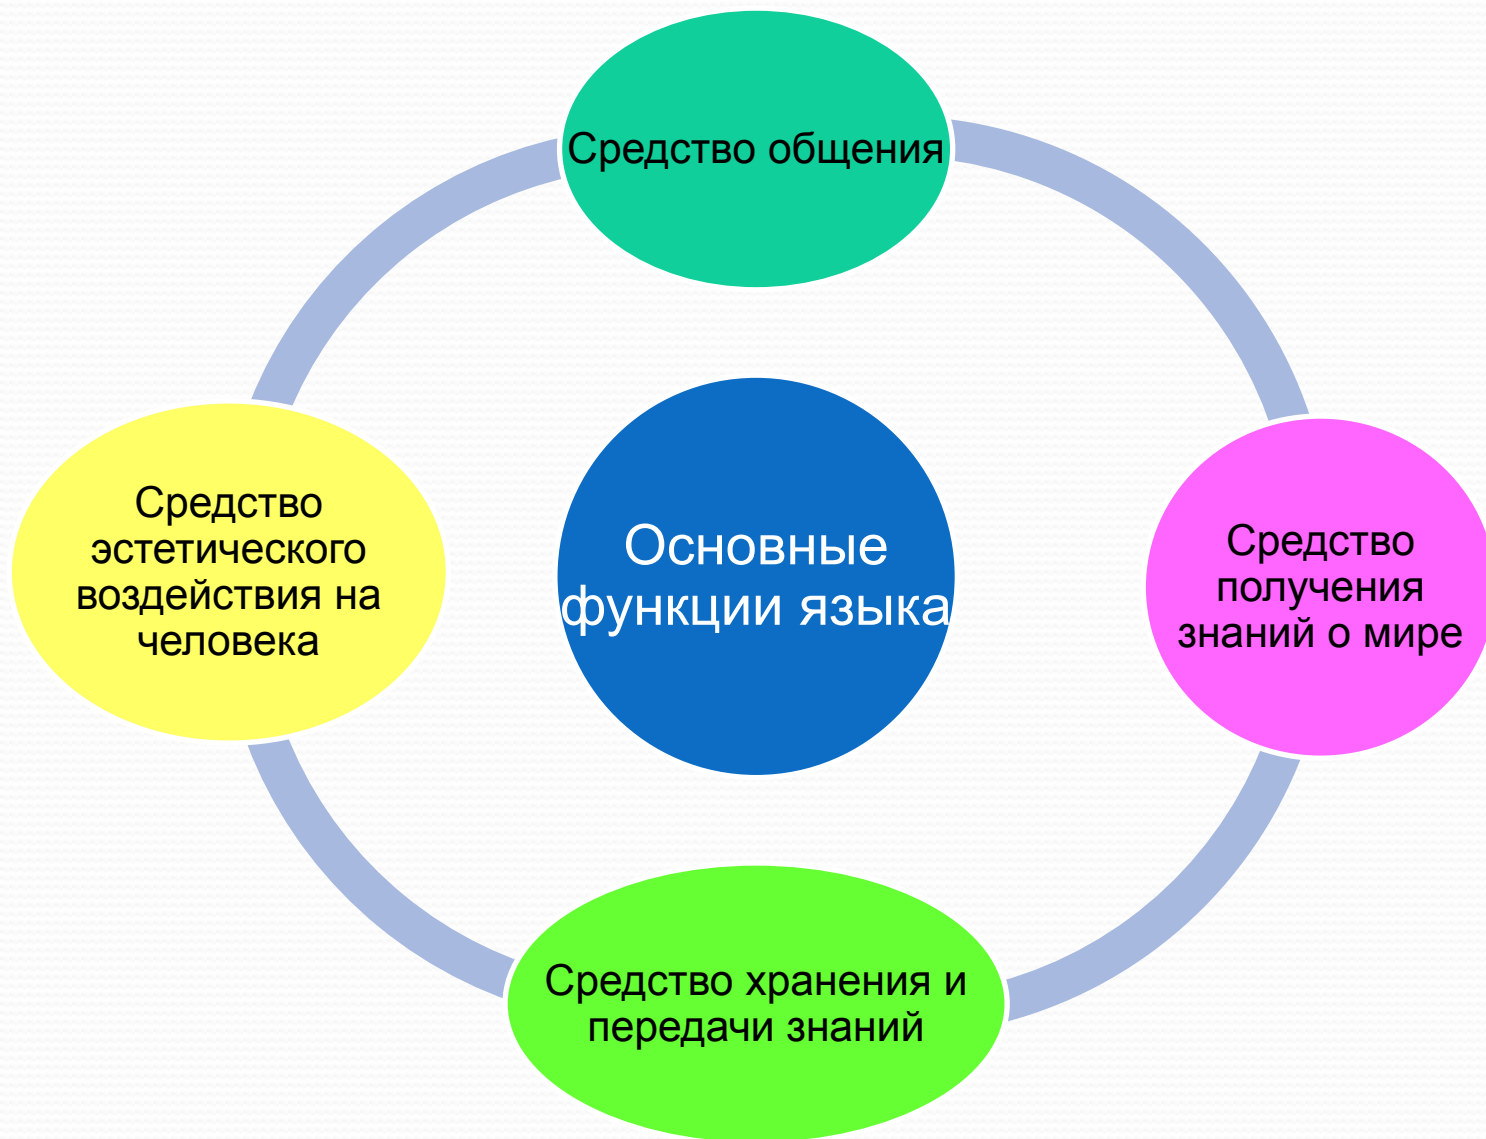 Средство общения
Средство
эстетического
воздействия на
человека
Основные
функции языка
Средство
получения
знаний о мире
Средство хранения и
передачи знаний